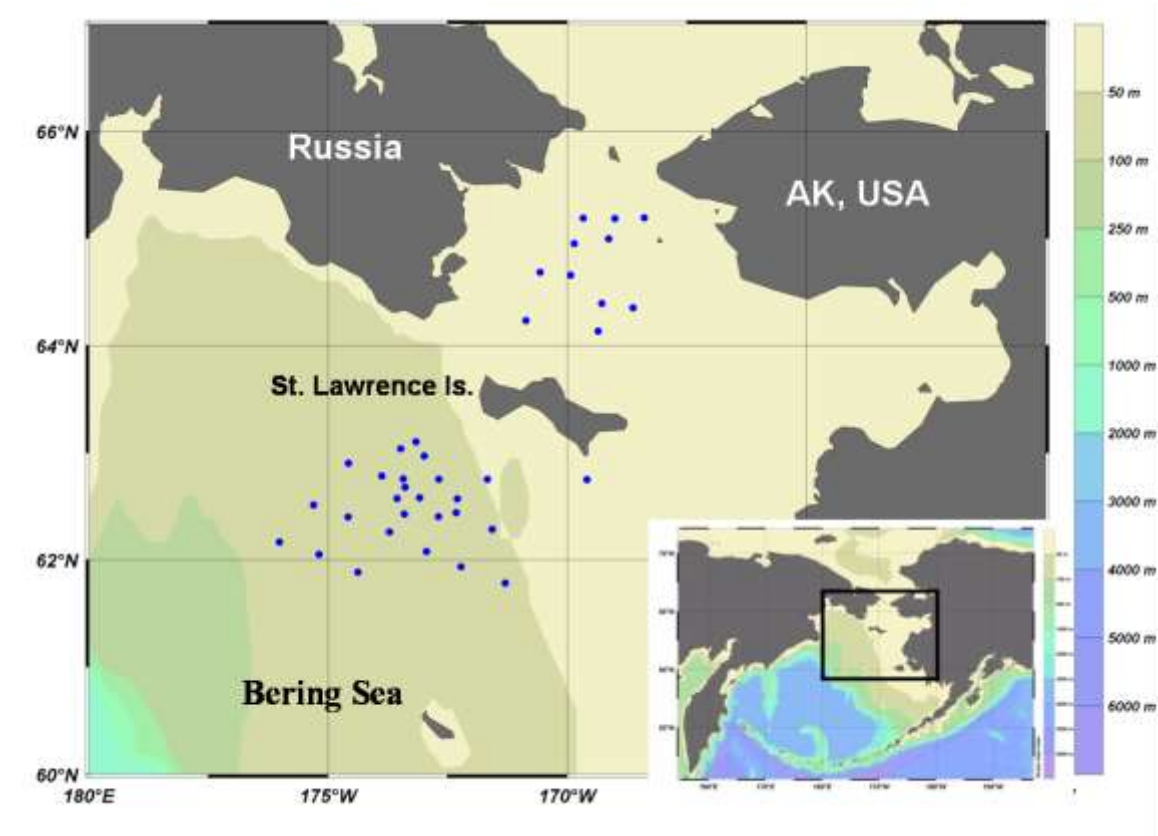 50 m
66°N
Russia
100 m
AK, USA
250 m
500 m
64°N
1000 m
St. Lawrence Is.
2000 m
3000 m
62°N
4000 m
5000 m
Bering Sea
6000 m
60°N
180°E
175°W
170°W